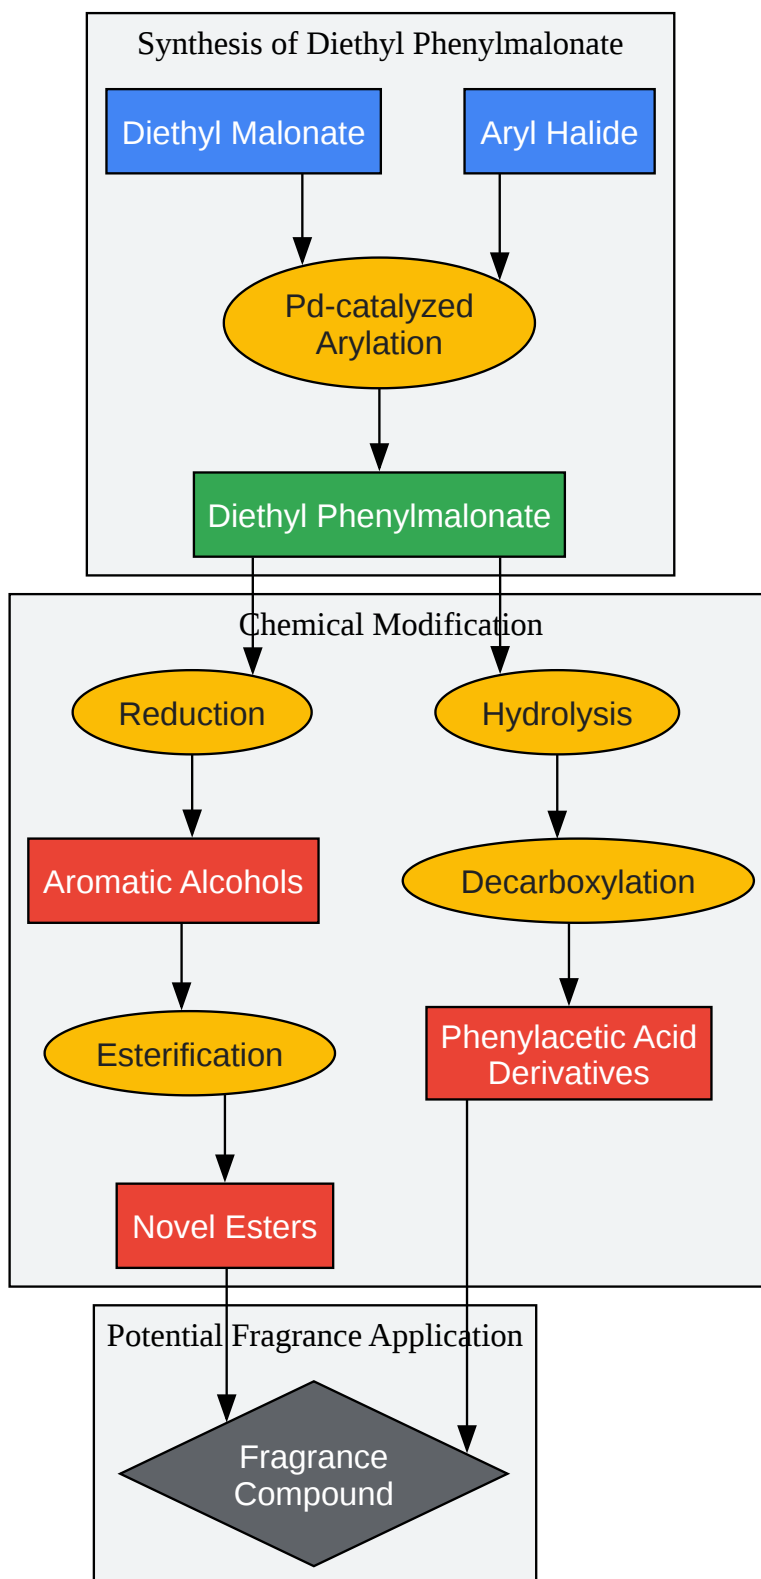 Synthesis of Diethyl Phenylmalonate
Diethyl Malonate
Aryl Halide
Pd-catalyzed
Arylation
Diethyl Phenylmalonate
Chemical Modification
Reduction
Hydrolysis
Aromatic Alcohols
Decarboxylation
Esterification
Phenylacetic Acid
Derivatives
Novel Esters
Potential Fragrance Application
Fragrance
Compound